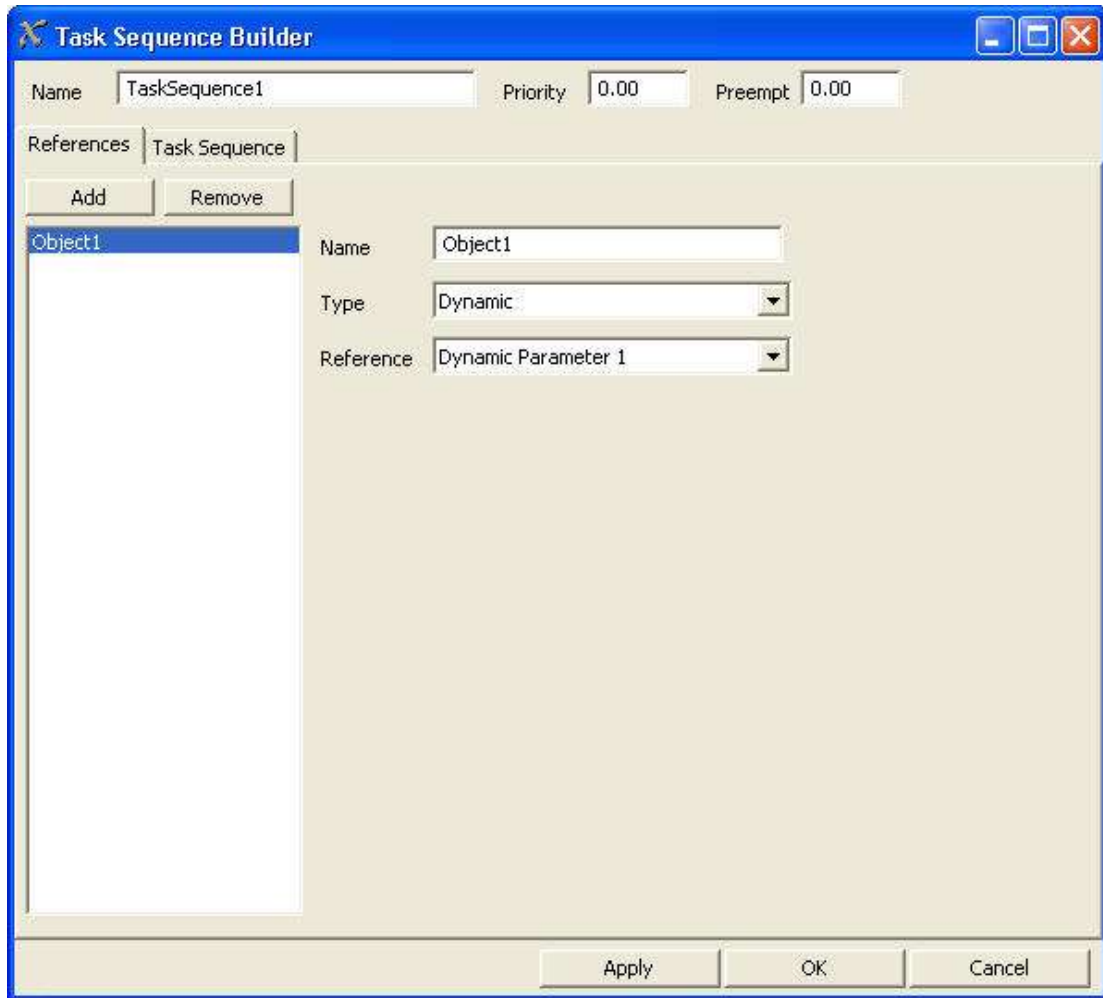 Task Sequence Builder
Name TaskSequence1 Priority 0.00 Preempt 0.00
References Task Sequence
Add Remove
Object1
Name Object1
Type Dynamic
Reference Dynamic Parameter 1
Apply OK Cancel